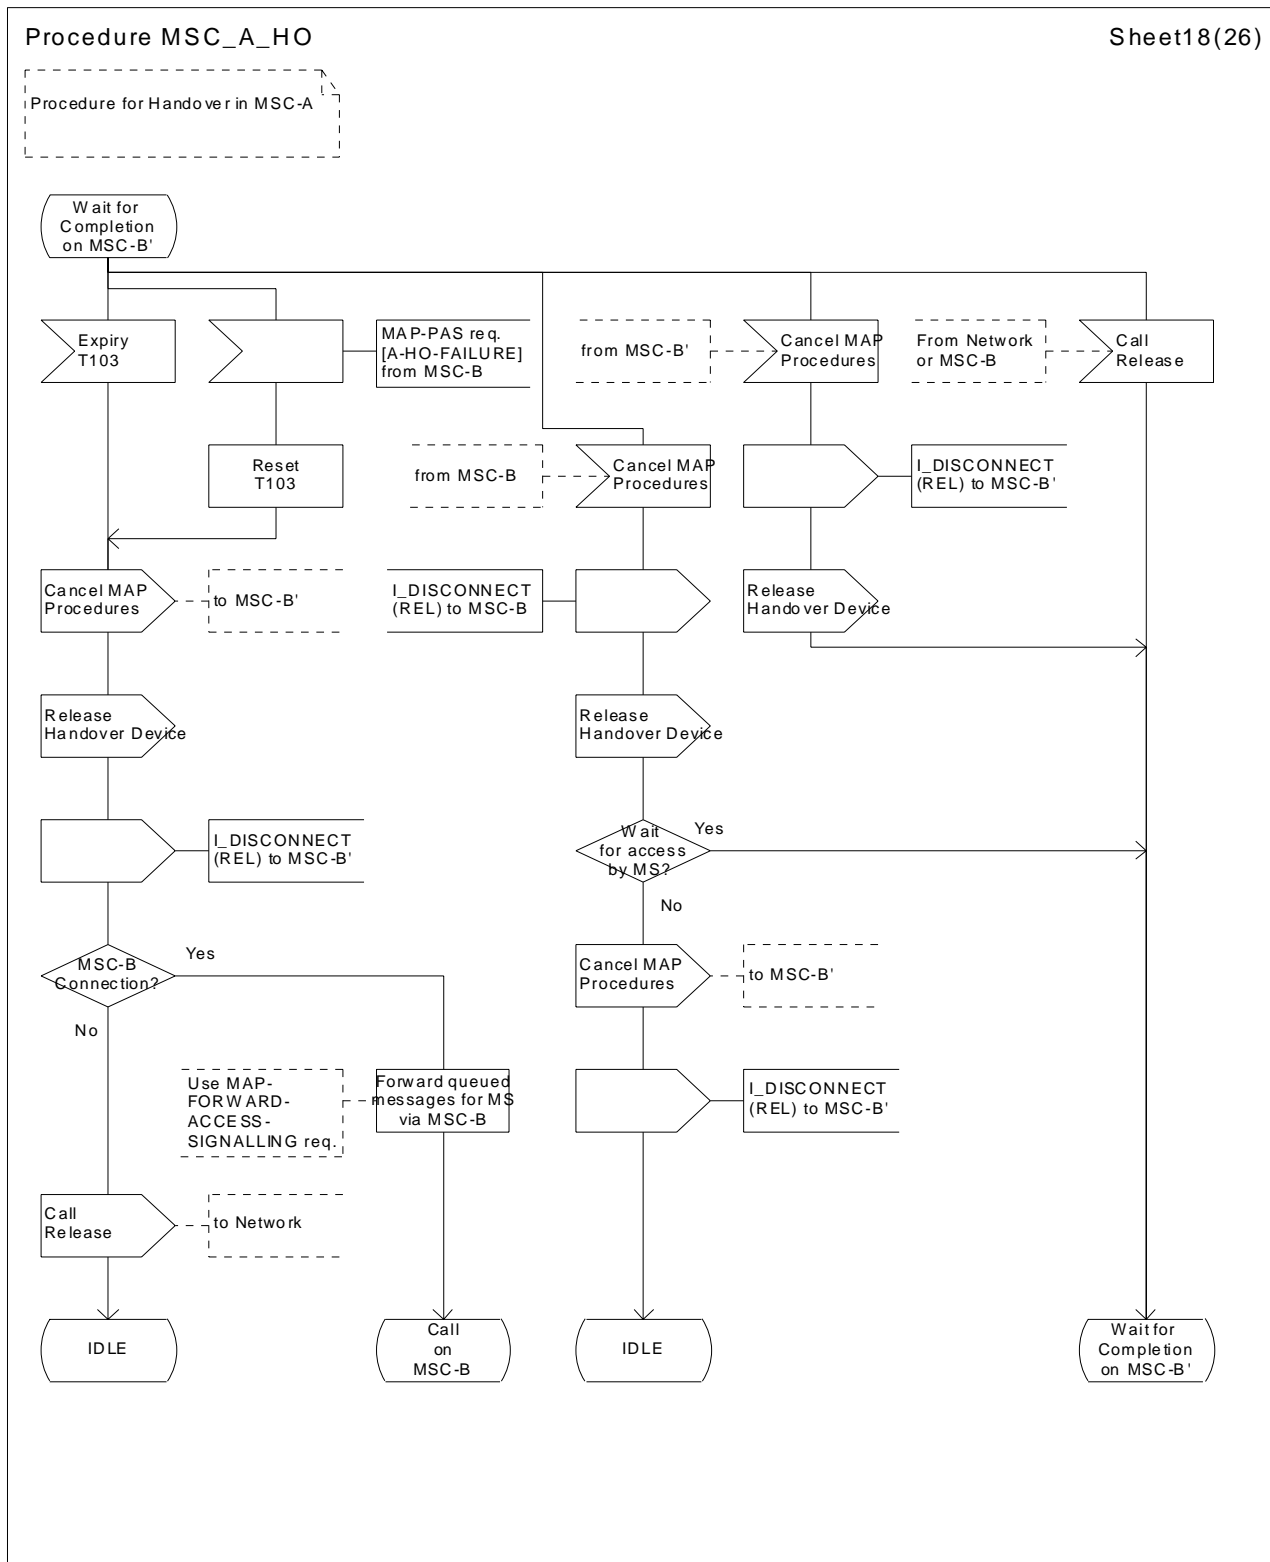 Procedure MSC_A_HO
Sheet18(26)
Procedure for Handover in MSC-A
Wait for
Completion
on MSC-B'
Expiry
T103
MAP-PAS req.
[A-HO-FAILURE]
from MSC-B
from MSC-B'
Cancel MAP
Procedures
From Network
or MSC-B
Call
Release
Reset
T103
from MSC-B
Cancel MAP
Procedures
I_DISCONNECT
(REL) to MSC-B'
Cancel MAP
Procedures
to MSC-B'
I_DISCONNECT
(REL) to MSC-B
Release
Handover Device
Release
Handover Device
Release
Handover Device
I_DISCONNECT
(REL) to MSC-B'
Wait
for access
by MS?
Yes
No
MSC-B
Connection?
Yes
No
Cancel MAP
Procedures
to MSC-B'
Use MAP-
FORWARD-
ACCESS-
SIGNALLING req.
Forward queued
messages for MS
via MSC-B
I_DISCONNECT
(REL) to MSC-B'
Call
Release
to Network
IDLE
Call
on
MSC-B
IDLE
Wait for
Completion
on MSC-B'